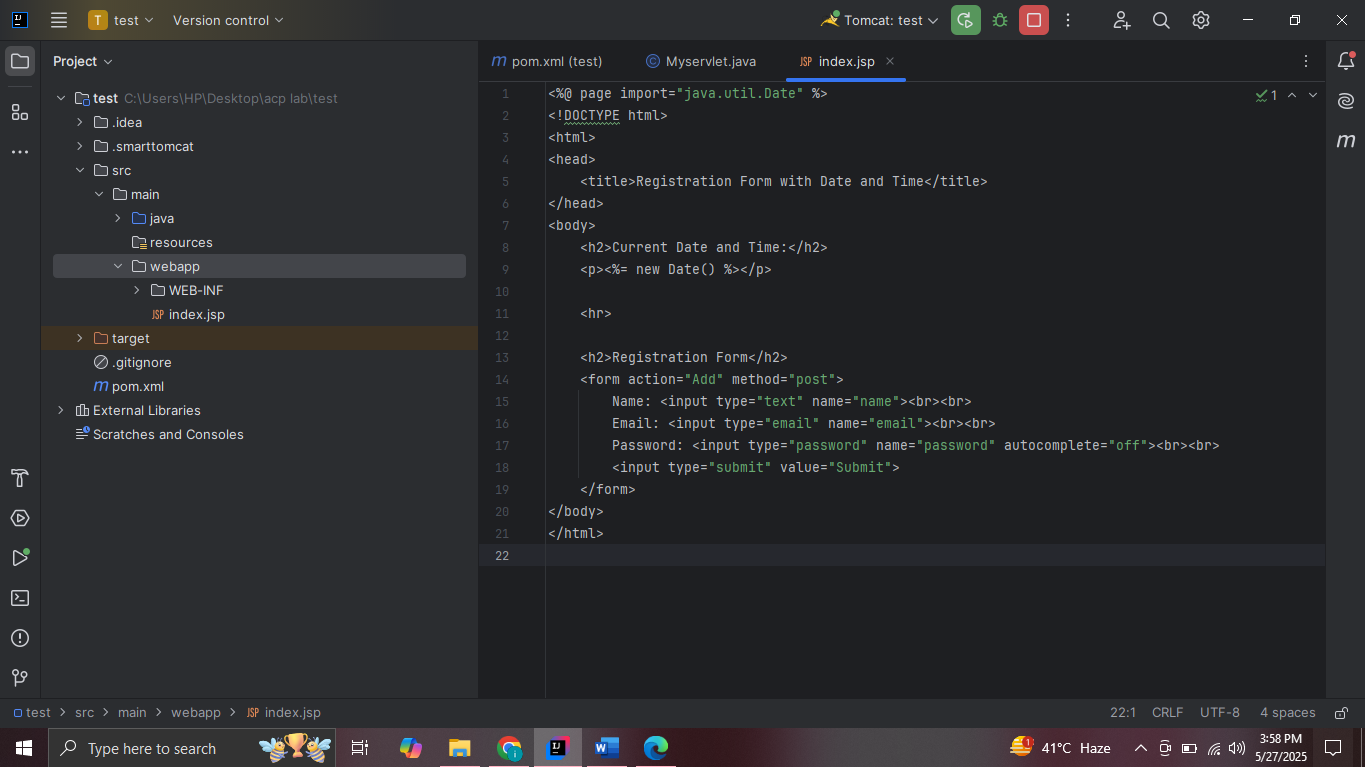 T test Version control Tomcat: test
Project
pom.xml (test) Myservlet.java JSP index.jsp
test C:\Users\HP\Desktop\acp lab\test
.idea
.smarttomcat
src
main
java
resources
webapp
WEB-INF
JSP index.jsp
target
.gitignore
m pom.xml
External Libraries
Scratches and Consoles
1 <%@ page import="java.util.Date" %>
2 <!DOCTYPE html>
3 <html>
4 <head>
5 <title>Registration Form with Date and Time</title>
6 </head>
7 <body>
8 <h2>Current Date and Time:</h2>
9 <p><%= new Date() %></p>
10
11 <hr>
12
13 <h2>Registration Form</h2>
14 <form action="Add" method="post">
15 Name: <input type="text" name="name"><br><br>
16 Email: <input type="email" name="email"><br><br>
17 Password: <input type="password" name="password" autocomplete="off"><br><br>
18 <input type="submit" value="Submit">
19 </form>
20 </body>
21 </html>
22
1
m
test > src > main > webapp > JSP index.jsp 22:1 CRLF UTF-8 4 spaces
Type here to search 1 41°C Haze 3:58 PM
5/27/2025